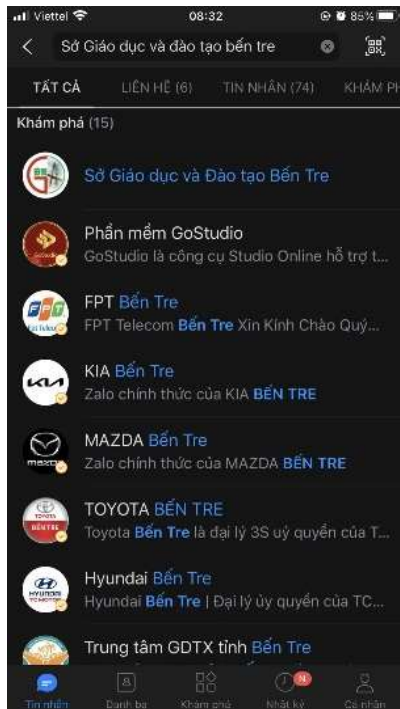 Viettel 08:32 85%
Sở Giáo dục và đào tạo bến tre
TẤT CẢ LIÊN HỆ (6) TIN NHẮN (74) KHÁM PH
Khám phá (15)
Sở Giáo dục và Đào tạo Bến Tre
Phần mềm GoStudio
GoStudio là công cụ Studio Online hỗ trợ t...
FPT Bến Tre
FPT Telecom Bến Tre Xin Kính Chào Quý...
KIA Bến Tre
Zalo chính thức của KIA BẾN TRE
MAZDA Bến Tre
Zalo chính thức của MAZDA BẾN TRE
TOYOTA BẾN TRE
Toyota Bến Tre là đại lý 3S uỷ quyền của T...
Hyundai Bến Tre
Hyundai Bến Tre | Đại lý ủy quyền của TC...
Trung tâm GDTX tỉnh Bến Tre
Tin nhắn Danh bạ Khám phá Nhật ký N Cá nhân